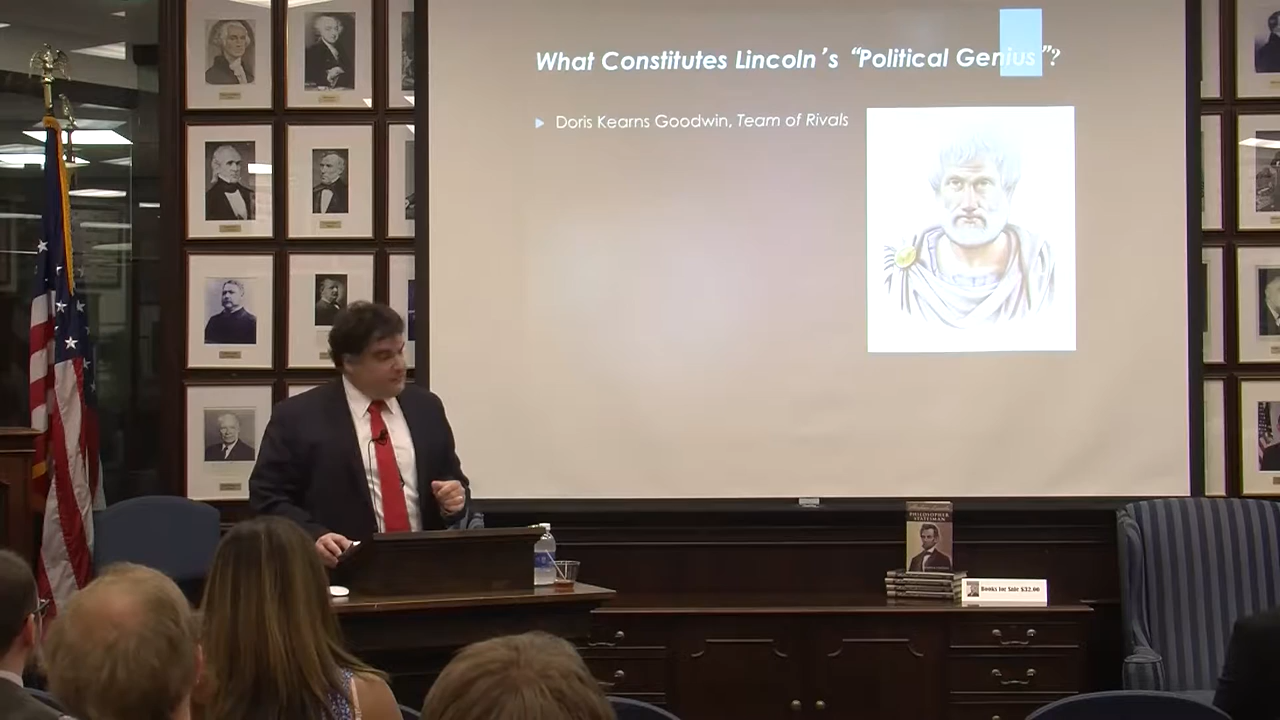 What Constitutes Lincoln's "Political Genius"?
Doris Kearns Goodwin, Team of Rivals
PHILOSOPHER
STATESMAN
Books for Sale $32.00